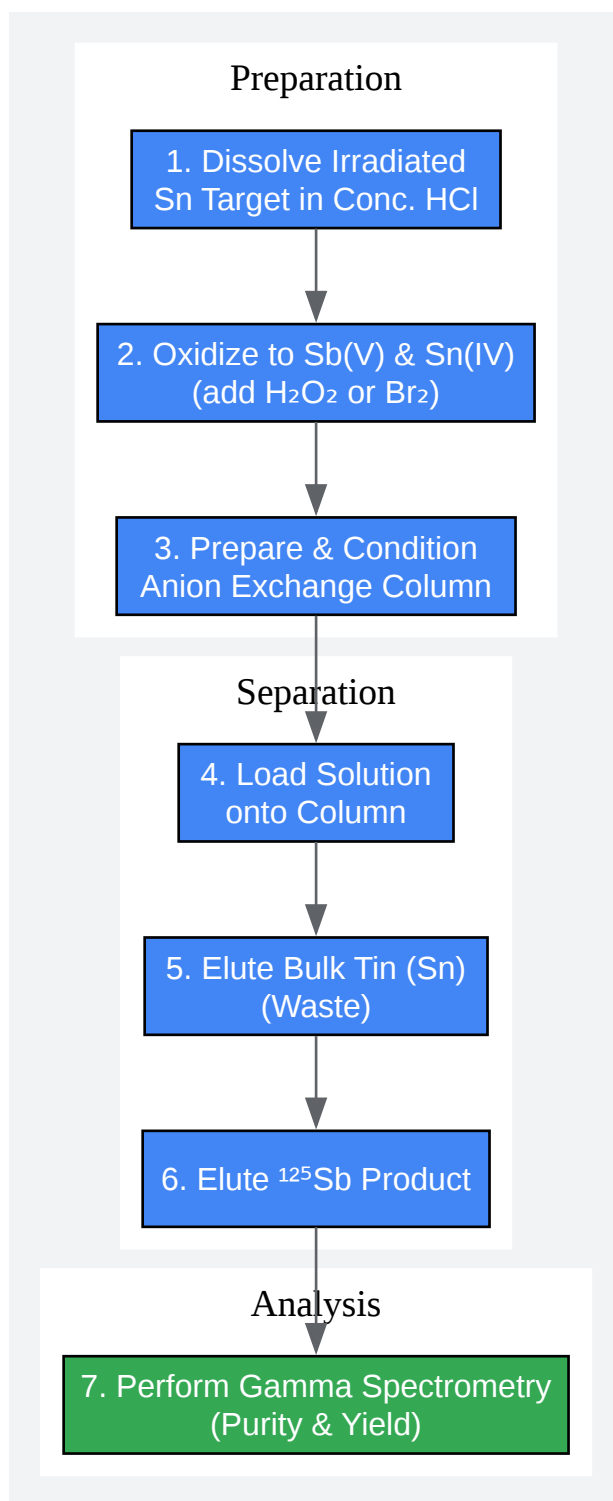 Preparation
1. Dissolve Irradiated
Sn Target in Conc. HCl
2. Oxidize to Sb(V) & Sn(IV)
(add H₂O₂ or Br₂)
3. Prepare & Condition
Anion Exchange Column
Separation
4. Load Solution
onto Column
5. Elute Bulk Tin (Sn)
(Waste)
6. Elute ¹²⁵Sb Product
Analysis
7. Perform Gamma Spectrometry
(Purity & Yield)